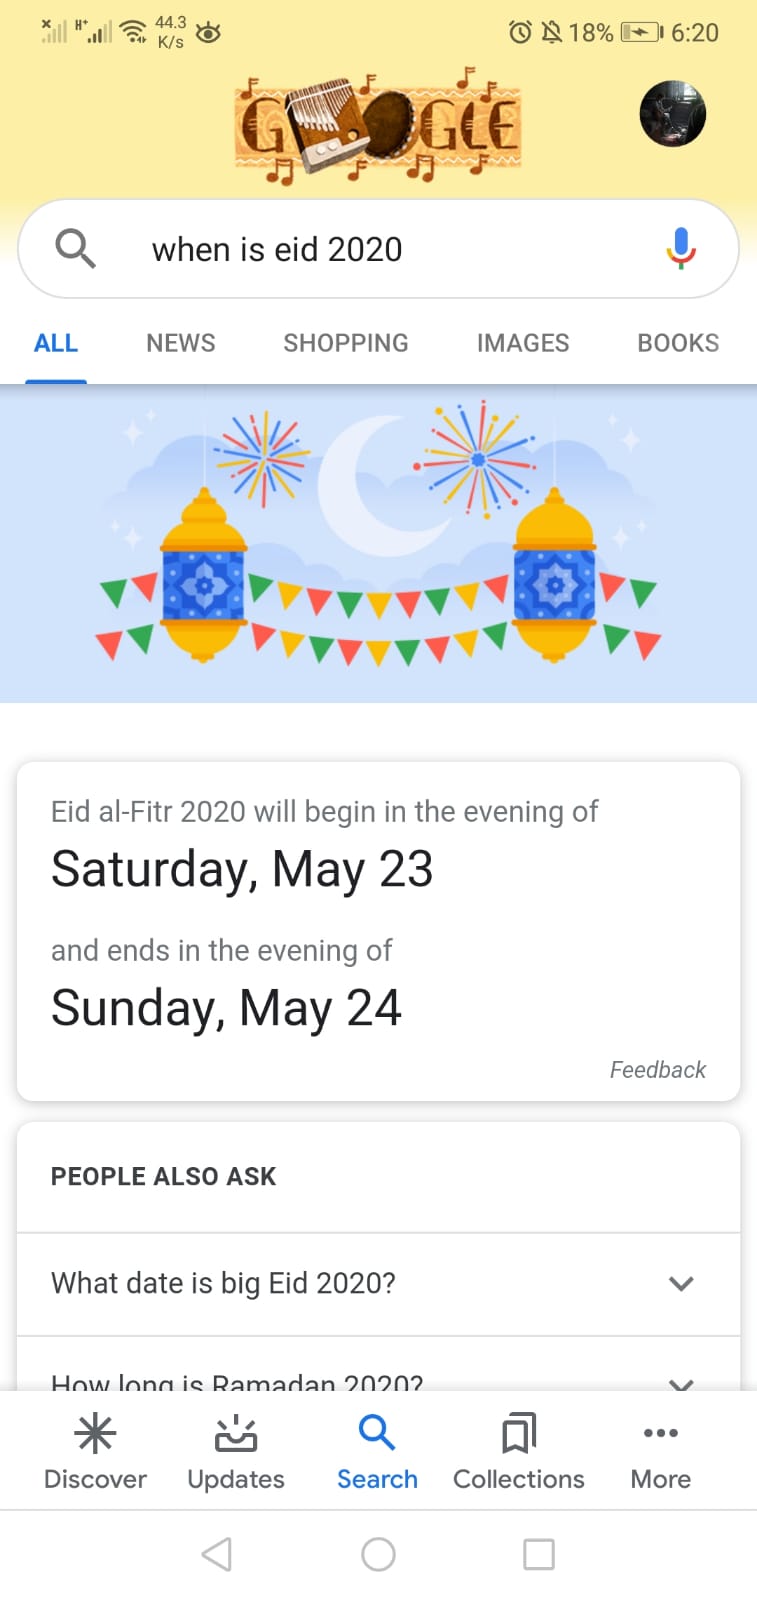 H+ 44.3 K/s 18% 6:20
GOOGLE
when is eid 2020
ALL NEWS SHOPPING IMAGES BOOKS
Eid al-Fitr 2020 will begin in the evening of
Saturday, May 23
and ends in the evening of
Sunday, May 24
Feedback
PEOPLE ALSO ASK
What date is big Eid 2020?
How long is Ramadan 2020?
Discover Updates Search Collections More